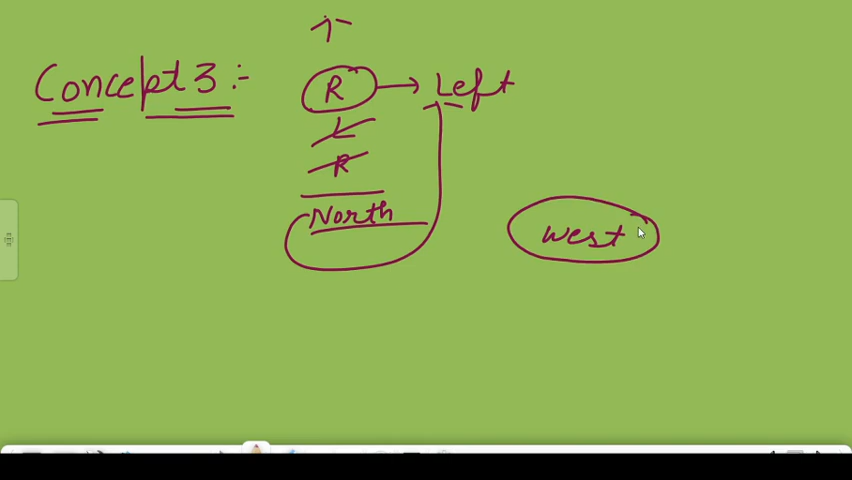 Concept 3 :-
R → Left
L
R
North
West